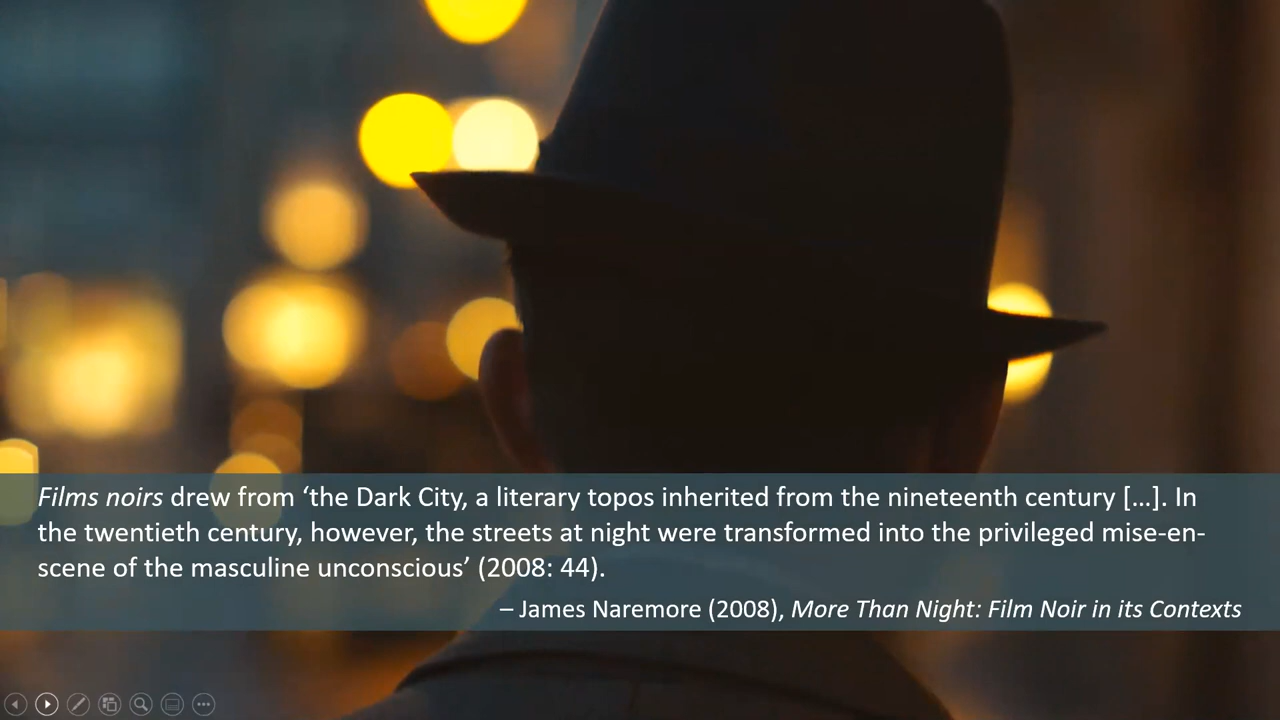 Films noirs drew from ‘the Dark City, a literary topos inherited from the nineteenth century [...]. In
the twentieth century, however, the streets at night were transformed into the privileged mise-en-
scene of the masculine unconscious’ (2008: 44).
– James Naremore (2008), More Than Night: Film Noir in its Contexts